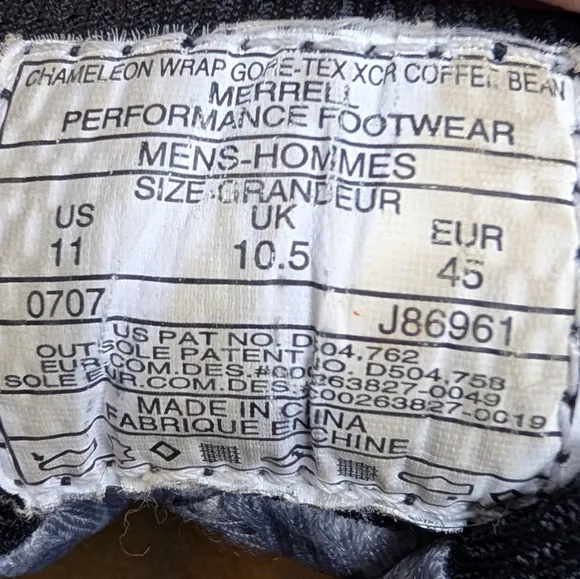 CHAMELEON WRAP GORE-TEX XCR COFFEE BEAN
MERRELL
PERFORMANCE FOOTWEAR
MENS-HOMMES
SIZE-GRANDEUR
US UK EUR
11 10.5 45
0707 J86961
US PAT NO. D504,762
OUTSOLE PATENT NO. D504,758
EUR.COM.DES.#000263827-0049
SOLE EUR.COM.DES.#000263827-0019
MADE IN CHINA
FABRIQUE EN CHINE